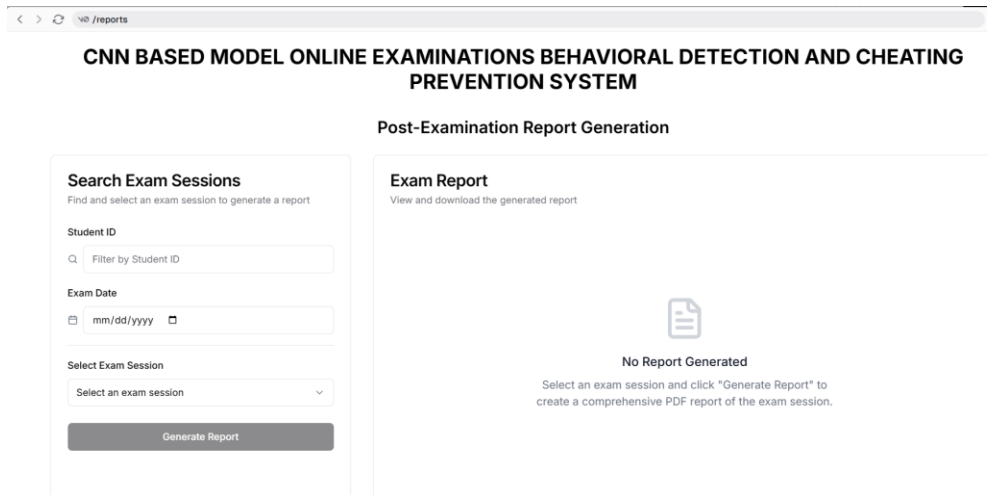 v0 /reports
CNN BASED MODEL ONLINE EXAMINATIONS BEHAVIORAL DETECTION AND CHEATING
PREVENTION SYSTEM
Post-Examination Report Generation
Search Exam Sessions
Find and select an exam session to generate a report
Student ID
Filter by Student ID
Exam Date
mm/dd/yyyy
Select Exam Session
Select an exam session
Generate Report
Exam Report
View and download the generated report
No Report Generated
Select an exam session and click "Generate Report" to
create a comprehensive PDF report of the exam session.